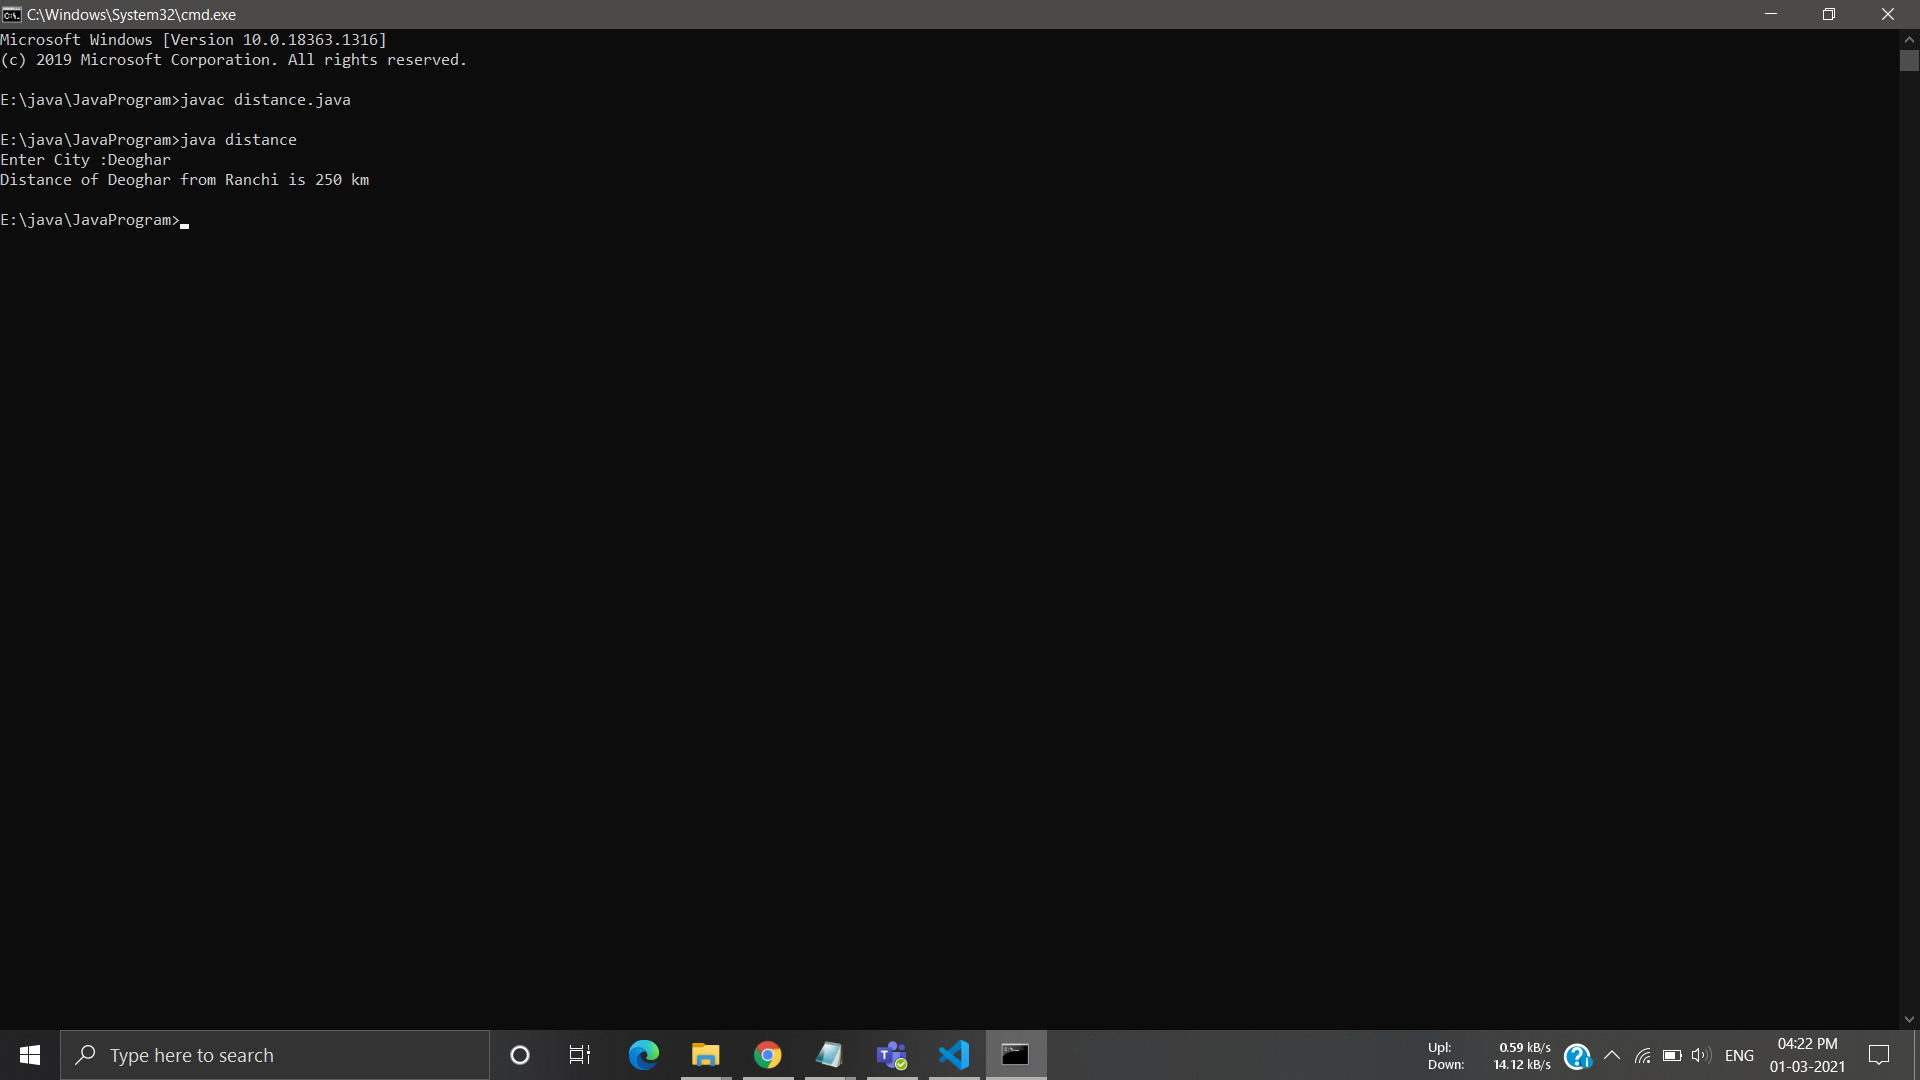 C:\Windows\System32\cmd.exe
Microsoft Windows [Version 10.0.18363.1316]
(c) 2019 Microsoft Corporation. All rights reserved.
E:\java\JavaProgram>javac distance.java
E:\java\JavaProgram>java distance
Enter City :Deoghar
Distance of Deoghar from Ranchi is 250 km
E:\java\JavaProgram>
Type here to search
Upl: 0.59 kB/s
Down: 14.12 kB/s
ENG
04:22 PM
01-03-2021